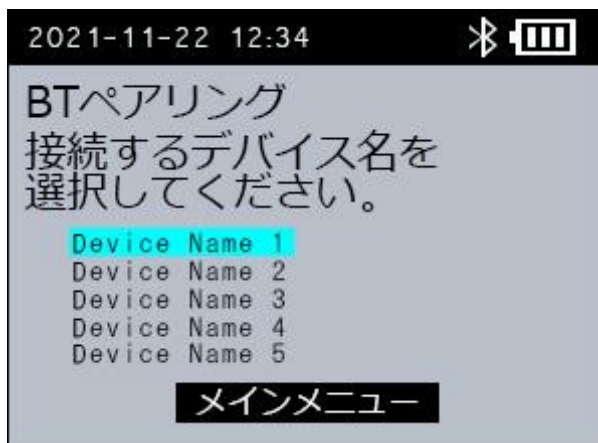 2021-11-22 12:34
BTペアリング
接続するデバイス名を
選択してください。
Device Name 1
Device Name 2
Device Name 3
Device Name 4
Device Name 5
メインメニュー